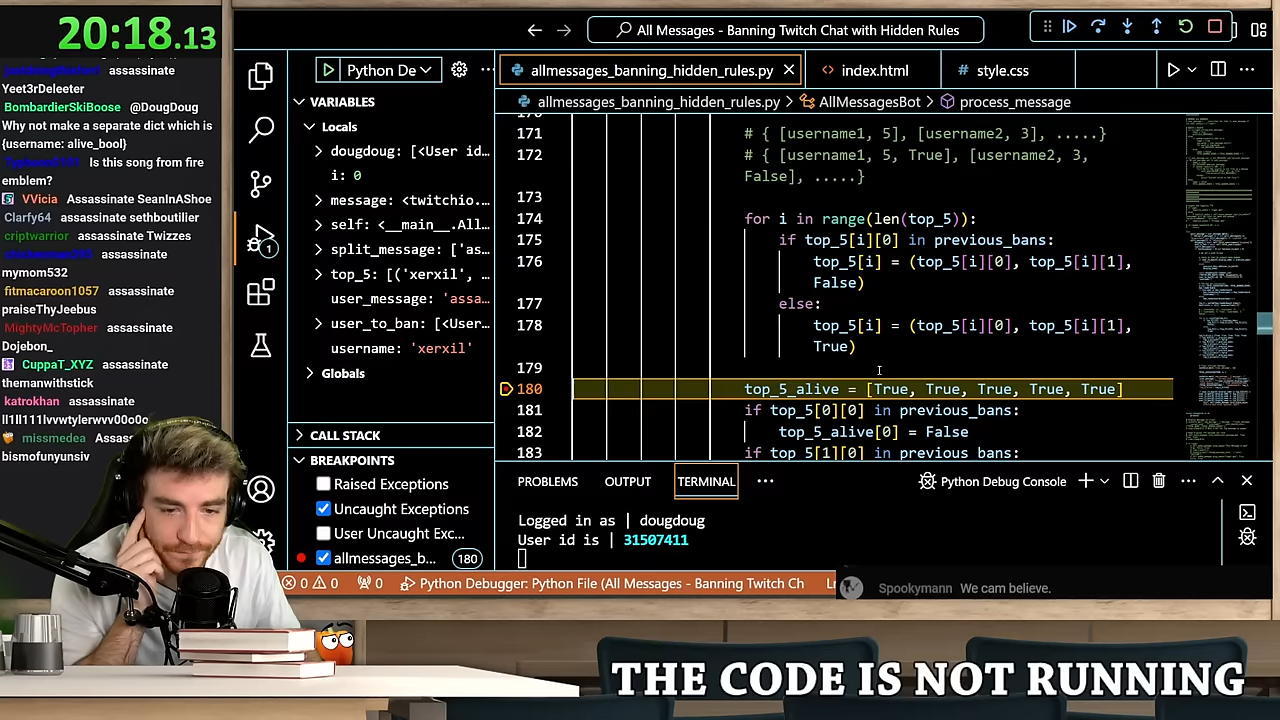 20:18.13
assassinate
Yeet3rDeleeter
BombardierSkiBoose @DougDoug
Why not make a separate dict which is
{username: alive_bool}
Is this song from fire
emblem?
VVicia Assassinate SeanInAShoe
Clarfy64 assassinate sethboutilier
criptwarrior assassinate Twizzes
assassinate
mymom532
fitmacaroon1057 assassinate
praiseThyJeebus
MightyMcTopher assassinate
Dojebon_
CuppaT_XYZ assassinate
themanwithstick
katrokhan assassinate
missmedea
bismofunyunsiv
All Messages - Banning Twitch Chat with Hidden Rules
Python De
allmessages_banning_hidden_rules.py
index.html
style.css
allmessages_banning_hidden_rules.py > AllMessagesBot > process_message
VARIABLES
Locals
dougdoug: [<User id…
i: 0
message: <twitchio.…
self: <__main__.All…
split_message: ['as…
top_5: [('xerxil', …
user_message: 'assa…
user_to_ban: [<User…
username: 'xerxil'
Globals
CALL STACK
BREAKPOINTS
Raised Exceptions
Uncaught Exceptions
User Uncaught Exc...
allmessages_b... 180
171 # { [username1, 5], [username2, 3], .....}
172 # { [username1, 5, True], [username2, 3,
False], .....}
173
174 for i in range(len(top_5)):
175 if top_5[i][0] in previous_bans:
176 top_5[i] = (top_5[i][0], top_5[i][1],
False)
177 else:
178 top_5[i] = (top_5[i][0], top_5[i][1],
True)
179
180 top_5_alive = [True, True, True, True, True]
181 if top_5[0][0] in previous_bans:
182 top_5_alive[0] = False
183 if top_5[1][0] in previous_bans:
PROBLEMS OUTPUT TERMINAL
Python Debug Console
Logged in as | dougdoug
User id is | 31507411
0 0 0 Python Debugger: Python File (All Messages - Banning Twitch Ch
Spookymann We cam believe.
THE CODE IS NOT RUNNING